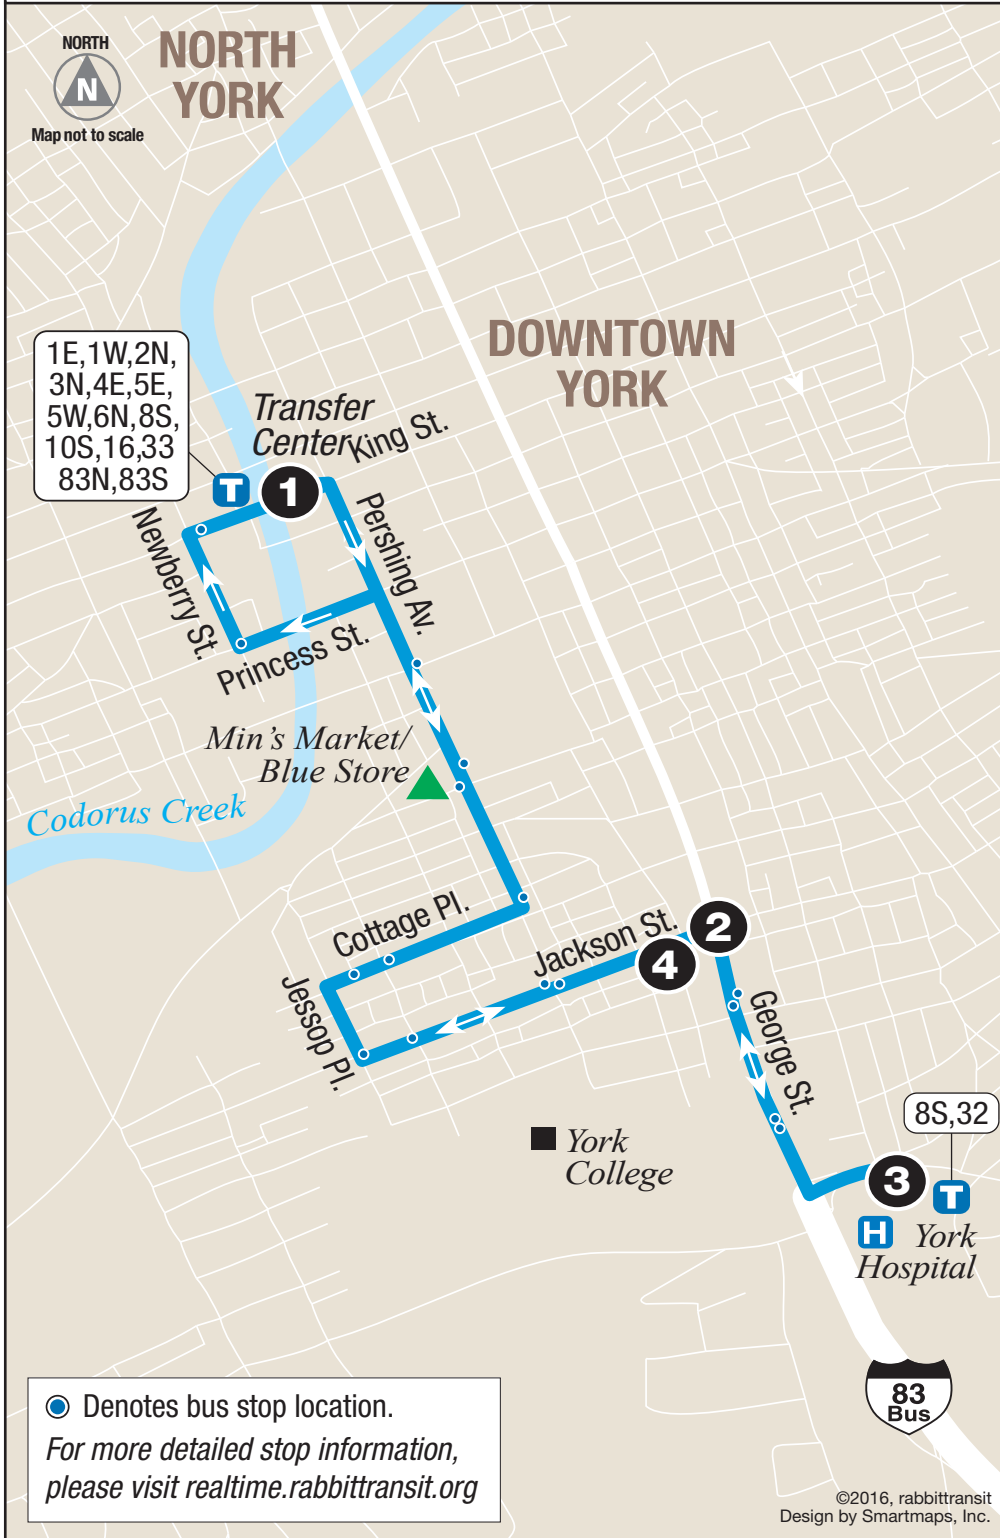 NORTH
N
Map not to scale
NORTH
YORK
DOWNTOWN
YORK
1E,1W,2N,
3N,4E,5E,
5W,6N,8S,
10S,16,33
83N,83S
Transfer
Center
King St.
T
1
Pershing Av.
Newberry St.
Princess St.
Min's Market/
Blue Store
Codorus Creek
Cottage Pl.
Jackson St.
2
4
Jessop Pl.
George St.
8S,32
York
College
3
T
H
York
Hospital
83
Bus
Denotes bus stop location.
For more detailed stop information,
please visit realtime.rabbittransit.org
©2016, rabbittransit
Design by Smartmaps, Inc.